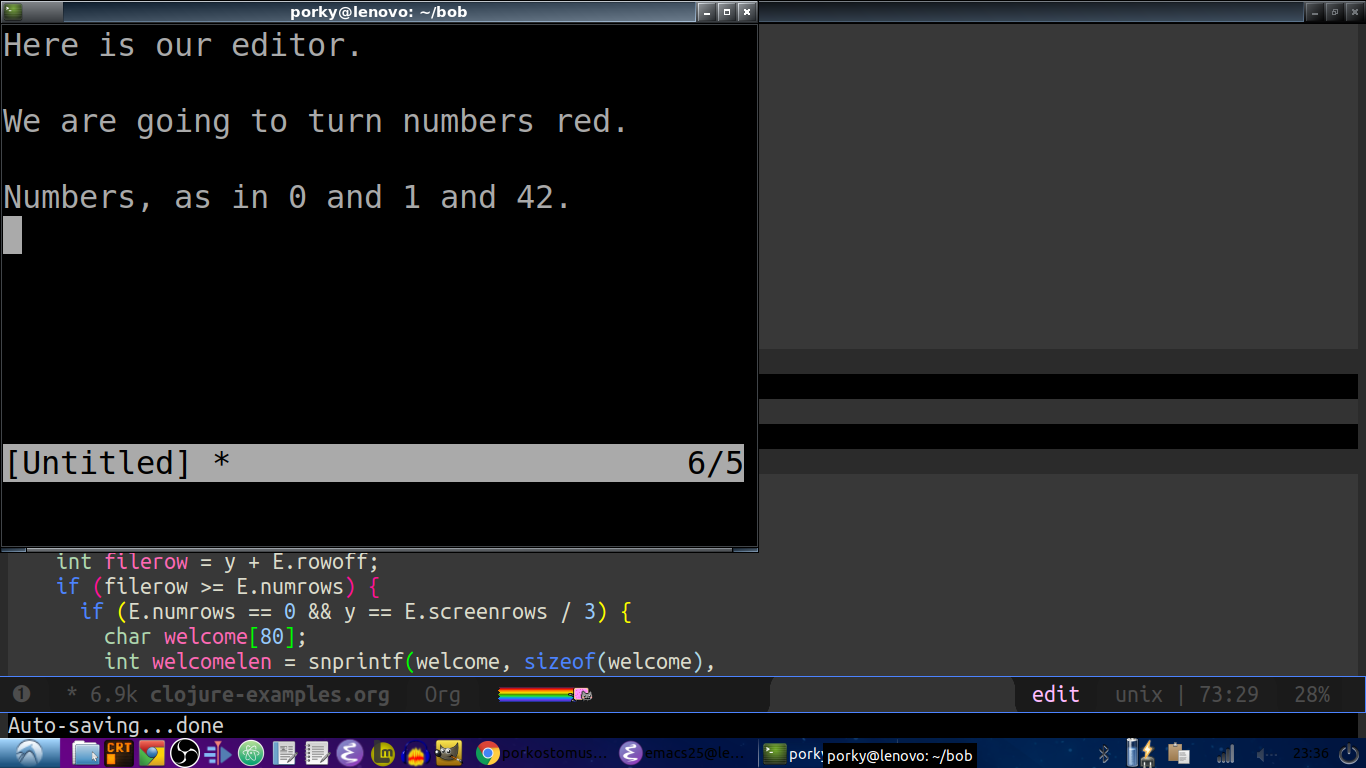 porky@lenovo: ~/bob
Here is our editor.
We are going to turn numbers red.
Numbers, as in 0 and 1 and 42.
[Untitled] * 6/5
int filerow = y + E.rowoff;
if (filerow >= E.numrows) {
if (E.numrows == 0 && y == E.screenrows / 3) {
char welcome[80];
int welcomelen = snprintf(welcome, sizeof(welcome),
1 * 6.9k clojure-examples.org Org edit unix | 73:29 28%
Auto-saving...done
CRT porkostomus... emacs25@le... porky porky@lenovo: ~/bob 23:36